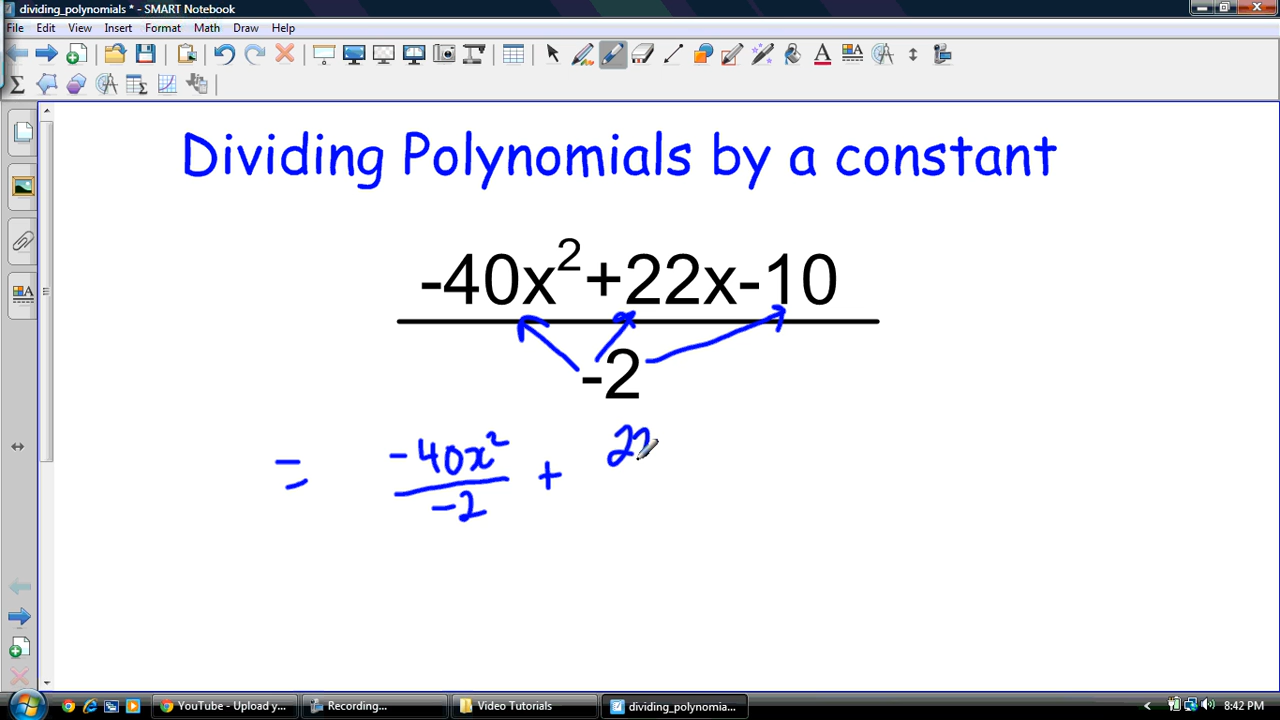 dividing_polynomials * - SMART Notebook
File Edit View Insert Format Math Draw Help
Dividing Polynomials by a constant
-40x²+22x-10
-2
= -40x² + 22
-2
YouTube - Upload y... Recording... Video Tutorials dividing_polynomia... 8:42 PM